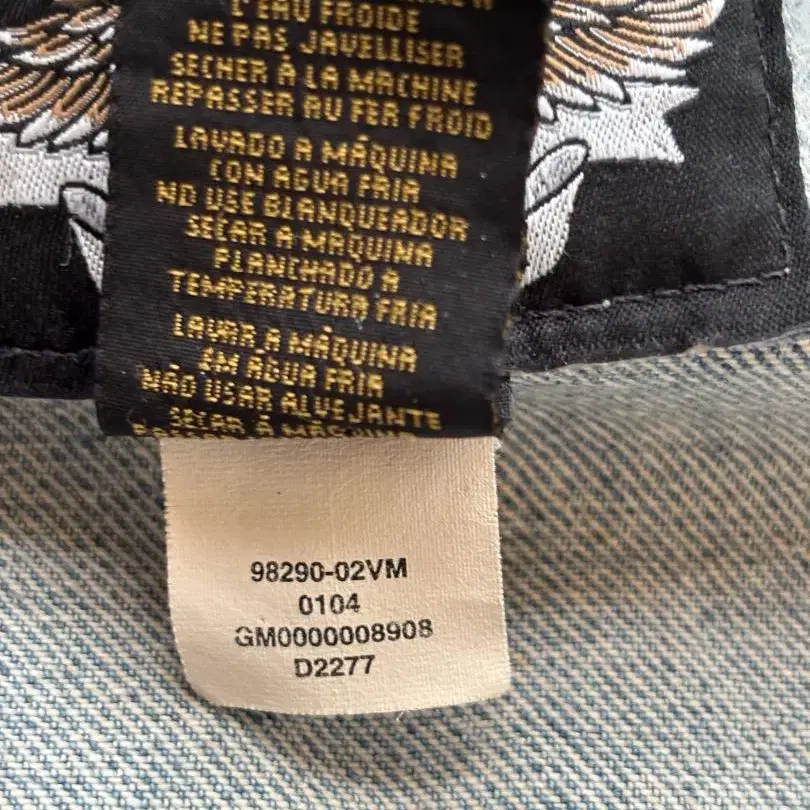 L'EAU FROIDE
NE PAS JAVELLISER
SECHER À LA MACHINE
REPASSER AU FER FROID
LAVADO A MÁQUINA
CON AGUA FRIA
NO USE BLANQUEADOR
SECAR A MAQUINA
PLANCHADO A
TEMPERATURA FRIA
LAVAR A MÁQUINA
EM ÁGUA FRIA
NÃO USAR ALVEJANTE
SECAR Á MÁQUINA
98290-02VM
0104
GM0000008908
D2277